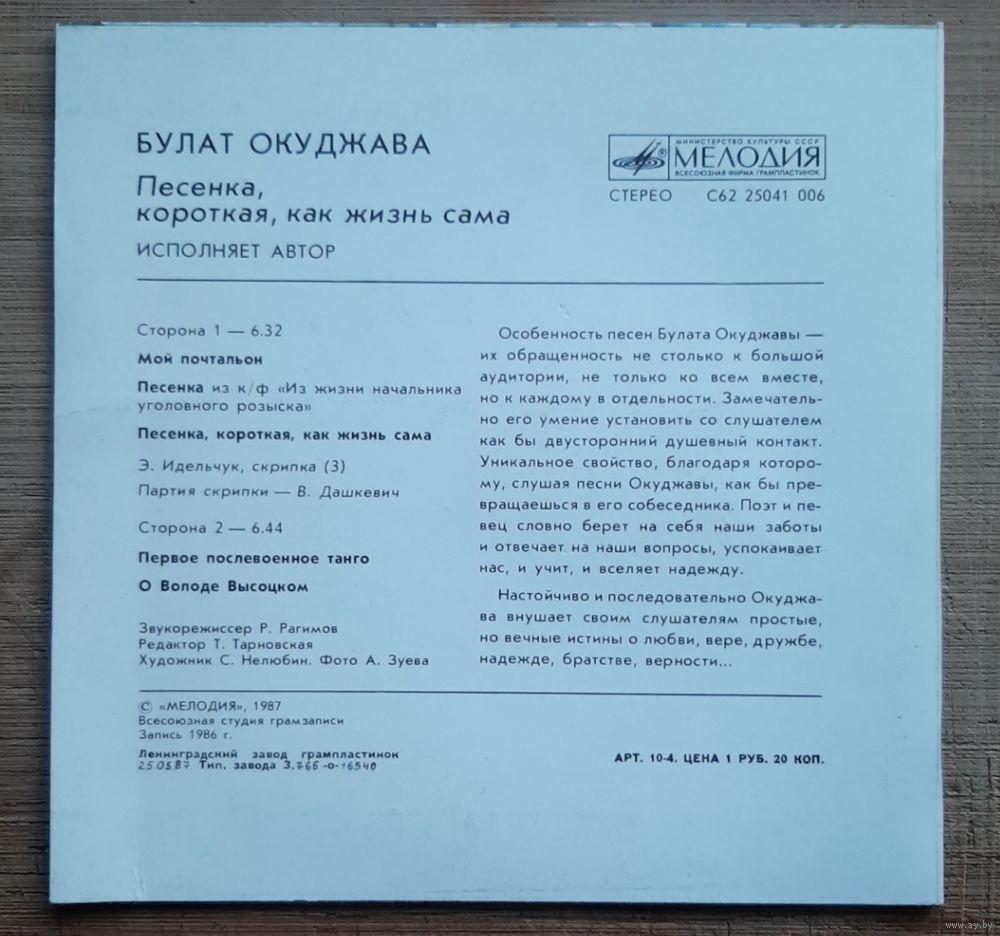 БУЛАТ ОКУДЖАВА
Песенка,
короткая, как жизнь сама
ИСПОЛНЯЕТ АВТОР
МИНИСТЕРСТВО КУЛЬТУРЫ СССР
МЕЛОДИЯ
ВСЕСОЮЗНАЯ ФИРМА ГРАМПЛАСТИНОК
СТЕРЕО С62 25041 006
Сторона 1 — 6.32
Мой почтальон
Песенка из к/ф «Из жизни начальника
уголовного розыска»
Песенка, короткая, как жизнь сама
Э. Идельчук, скрипка (3)
Партия скрипки — В. Дашкевич
Сторона 2 — 6.44
Первое послевоенное танго
О Володе Высоцком
Звукорежиссер Р. Рагимов
Редактор Т. Тарновская
Художник С. Нелюбин. Фото А. Зуева
Особенность песен Булата Окуджавы —
их обращенность не столько к большой
аудитории, не только ко всем вместе,
но к каждому в отдельности. Замечатель-
но его умение установить со слушателем
как бы двусторонний душевный контакт.
Уникальное свойство, благодаря которо-
му, слушая песни Окуджавы, как бы пре-
вращаешься в его собеседника. Поэт и пе-
вец словно берет на себя наши заботы
и отвечает на наши вопросы, успокаивает
нас, и учит, и вселяет надежду.
Настойчиво и последовательно Окуджа-
ва внушает своим слушателям простые,
но вечные истины о любви, вере, дружбе,
надежде, братстве, верности...
© «МЕЛОДИЯ», 1987
Всесоюзная студия грамзаписи
Запись 1986 г.
Ленинградский завод грампластинок
25.05.87 Тип. завода З.766-о-16540
АРТ. 10-4. ЦЕНА 1 РУБ. 20 КОП.
www.ay.by